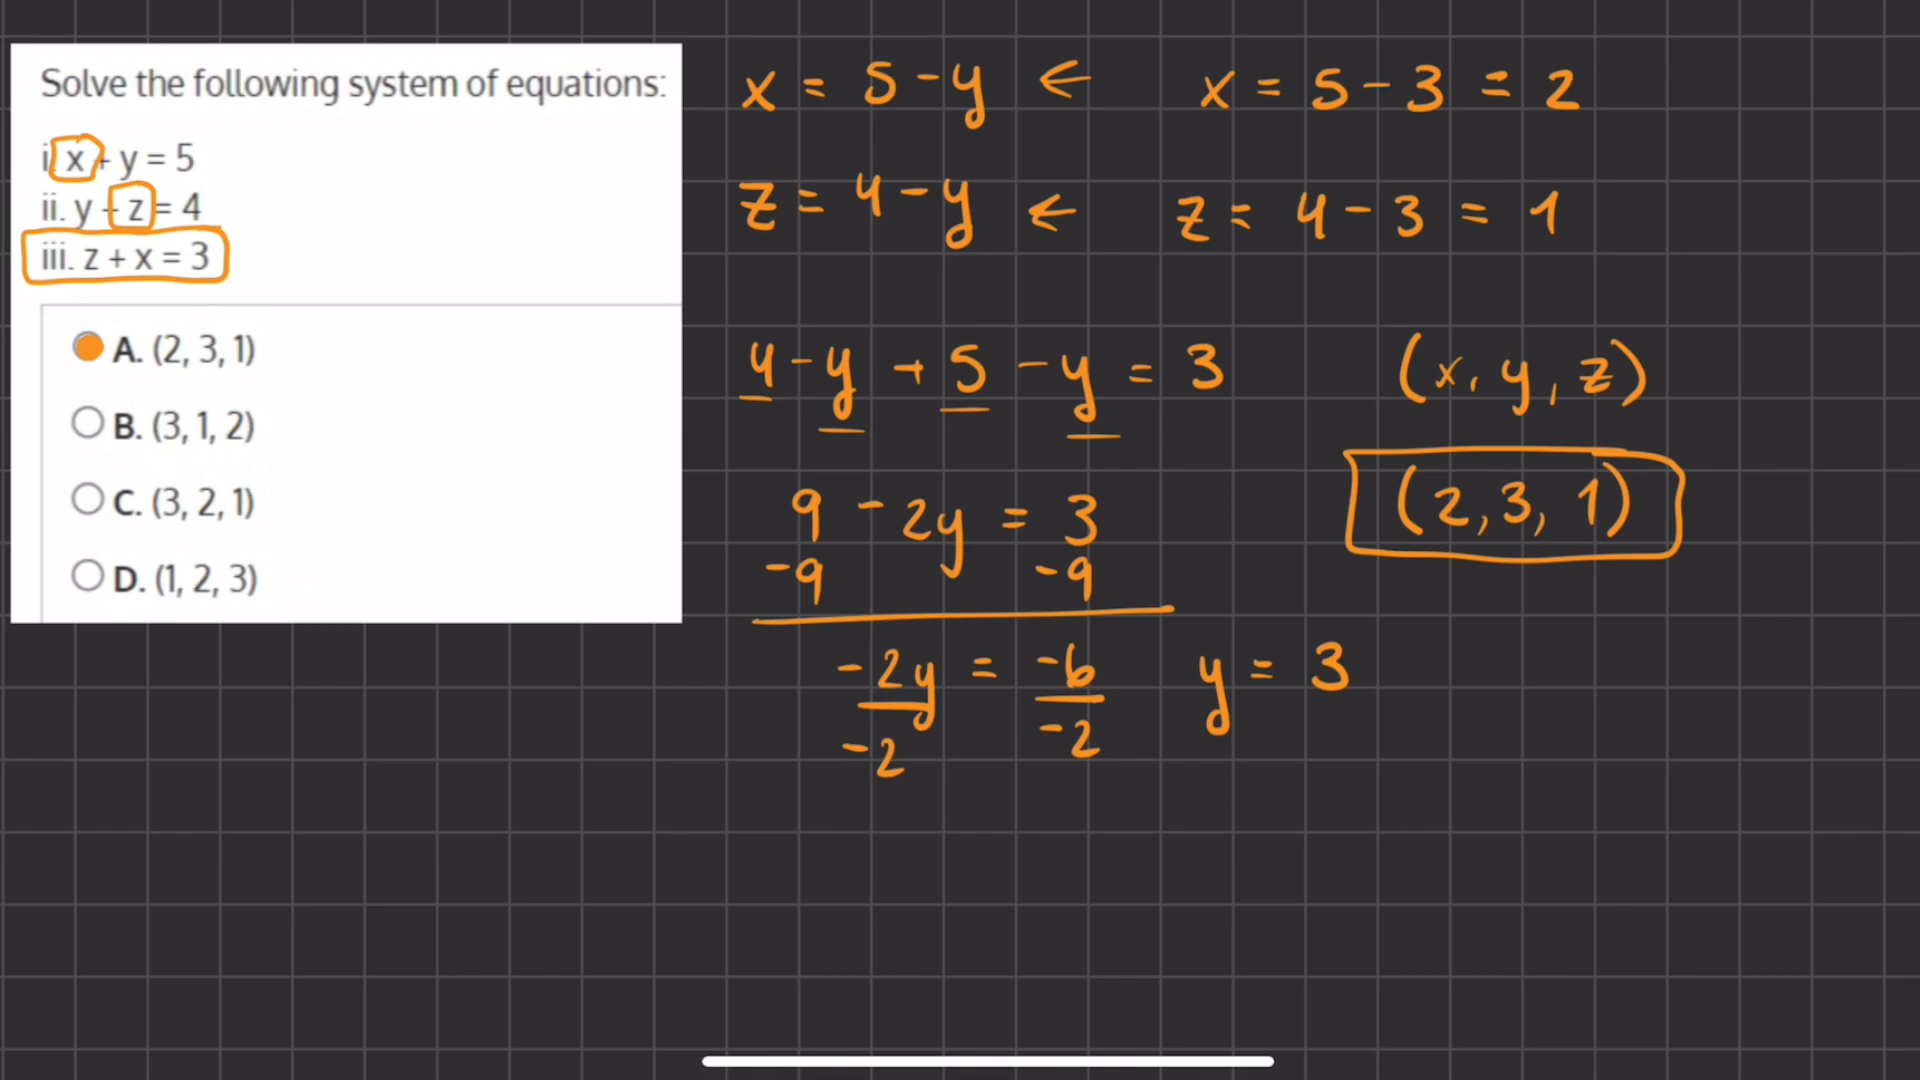 Solve the following system of equations:
i. x + y = 5
ii. y + z = 4
iii. z + x = 3
A. (2, 3, 1)
B. (3, 1, 2)
C. (3, 2, 1)
D. (1, 2, 3)
x = 5 - y ← x = 5 - 3 = 2
z = 4 - y ← z = 4 - 3 = 1
4 - y + 5 - y = 3
(x, y, z)
9 - 2y = 3
(2, 3, 1)
-9 -9
-2y = -6 y = 3
-2 -2